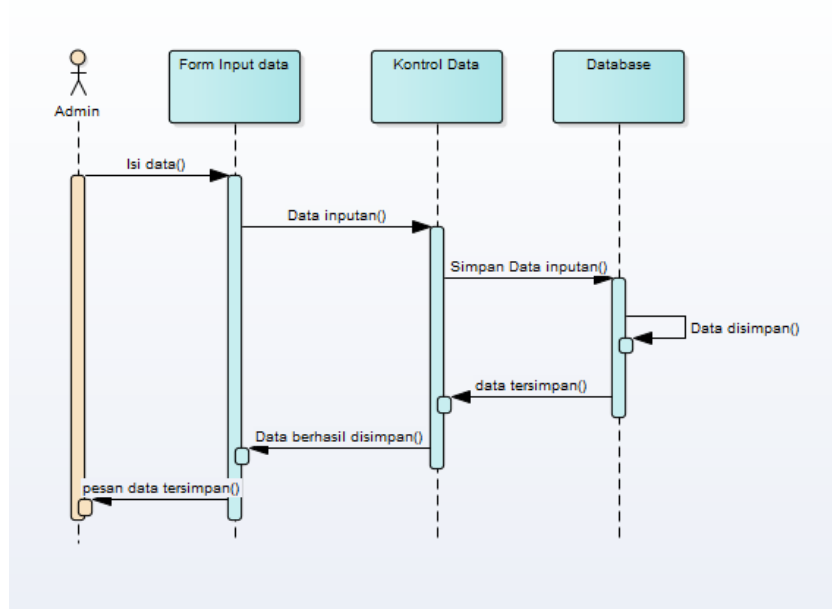 Form Input data
Kontrol Data
Database
Admin
Isi data()
Data inputan()
Simpan Data inputan()
Data disimpan()
data tersimpan()
Data berhasil disimpan()
pesan data tersimpan()